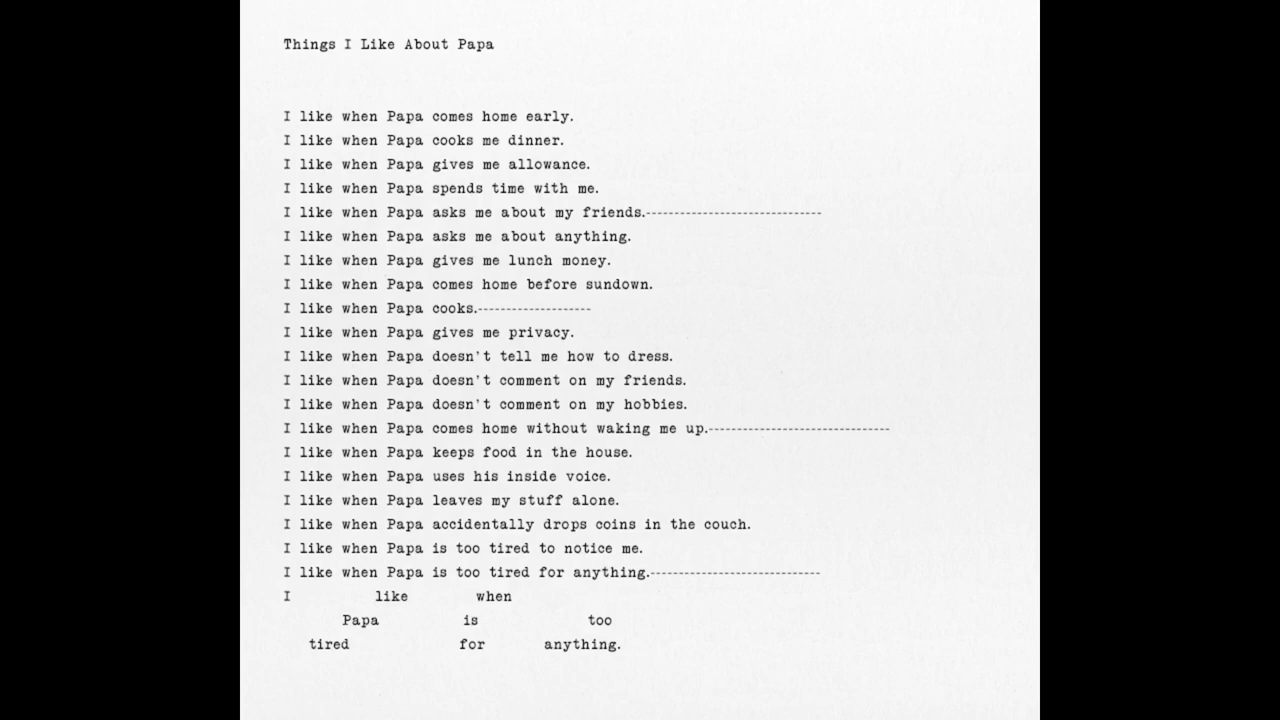 Things I Like About Papa
I like when Papa comes home early.
I like when Papa cooks me dinner.
I like when Papa gives me allowance.
I like when Papa spends time with me.
I like when Papa asks me about my friends.-------------------------------
I like when Papa asks me about anything.
I like when Papa gives me lunch money.
I like when Papa comes home before sundown.
I like when Papa cooks.--------------------
I like when Papa gives me privacy.
I like when Papa doesn't tell me how to dress.
I like when Papa doesn't comment on my friends.
I like when Papa doesn't comment on my hobbies.
I like when Papa comes home without waking me up.--------------------------------
I like when Papa keeps food in the house.
I like when Papa uses his inside voice.
I like when Papa leaves my stuff alone.
I like when Papa accidentally drops coins in the couch.
I like when Papa is too tired to notice me.
I like when Papa is too tired for anything.------------------------------
I like when
Papa is too
tired for anything.